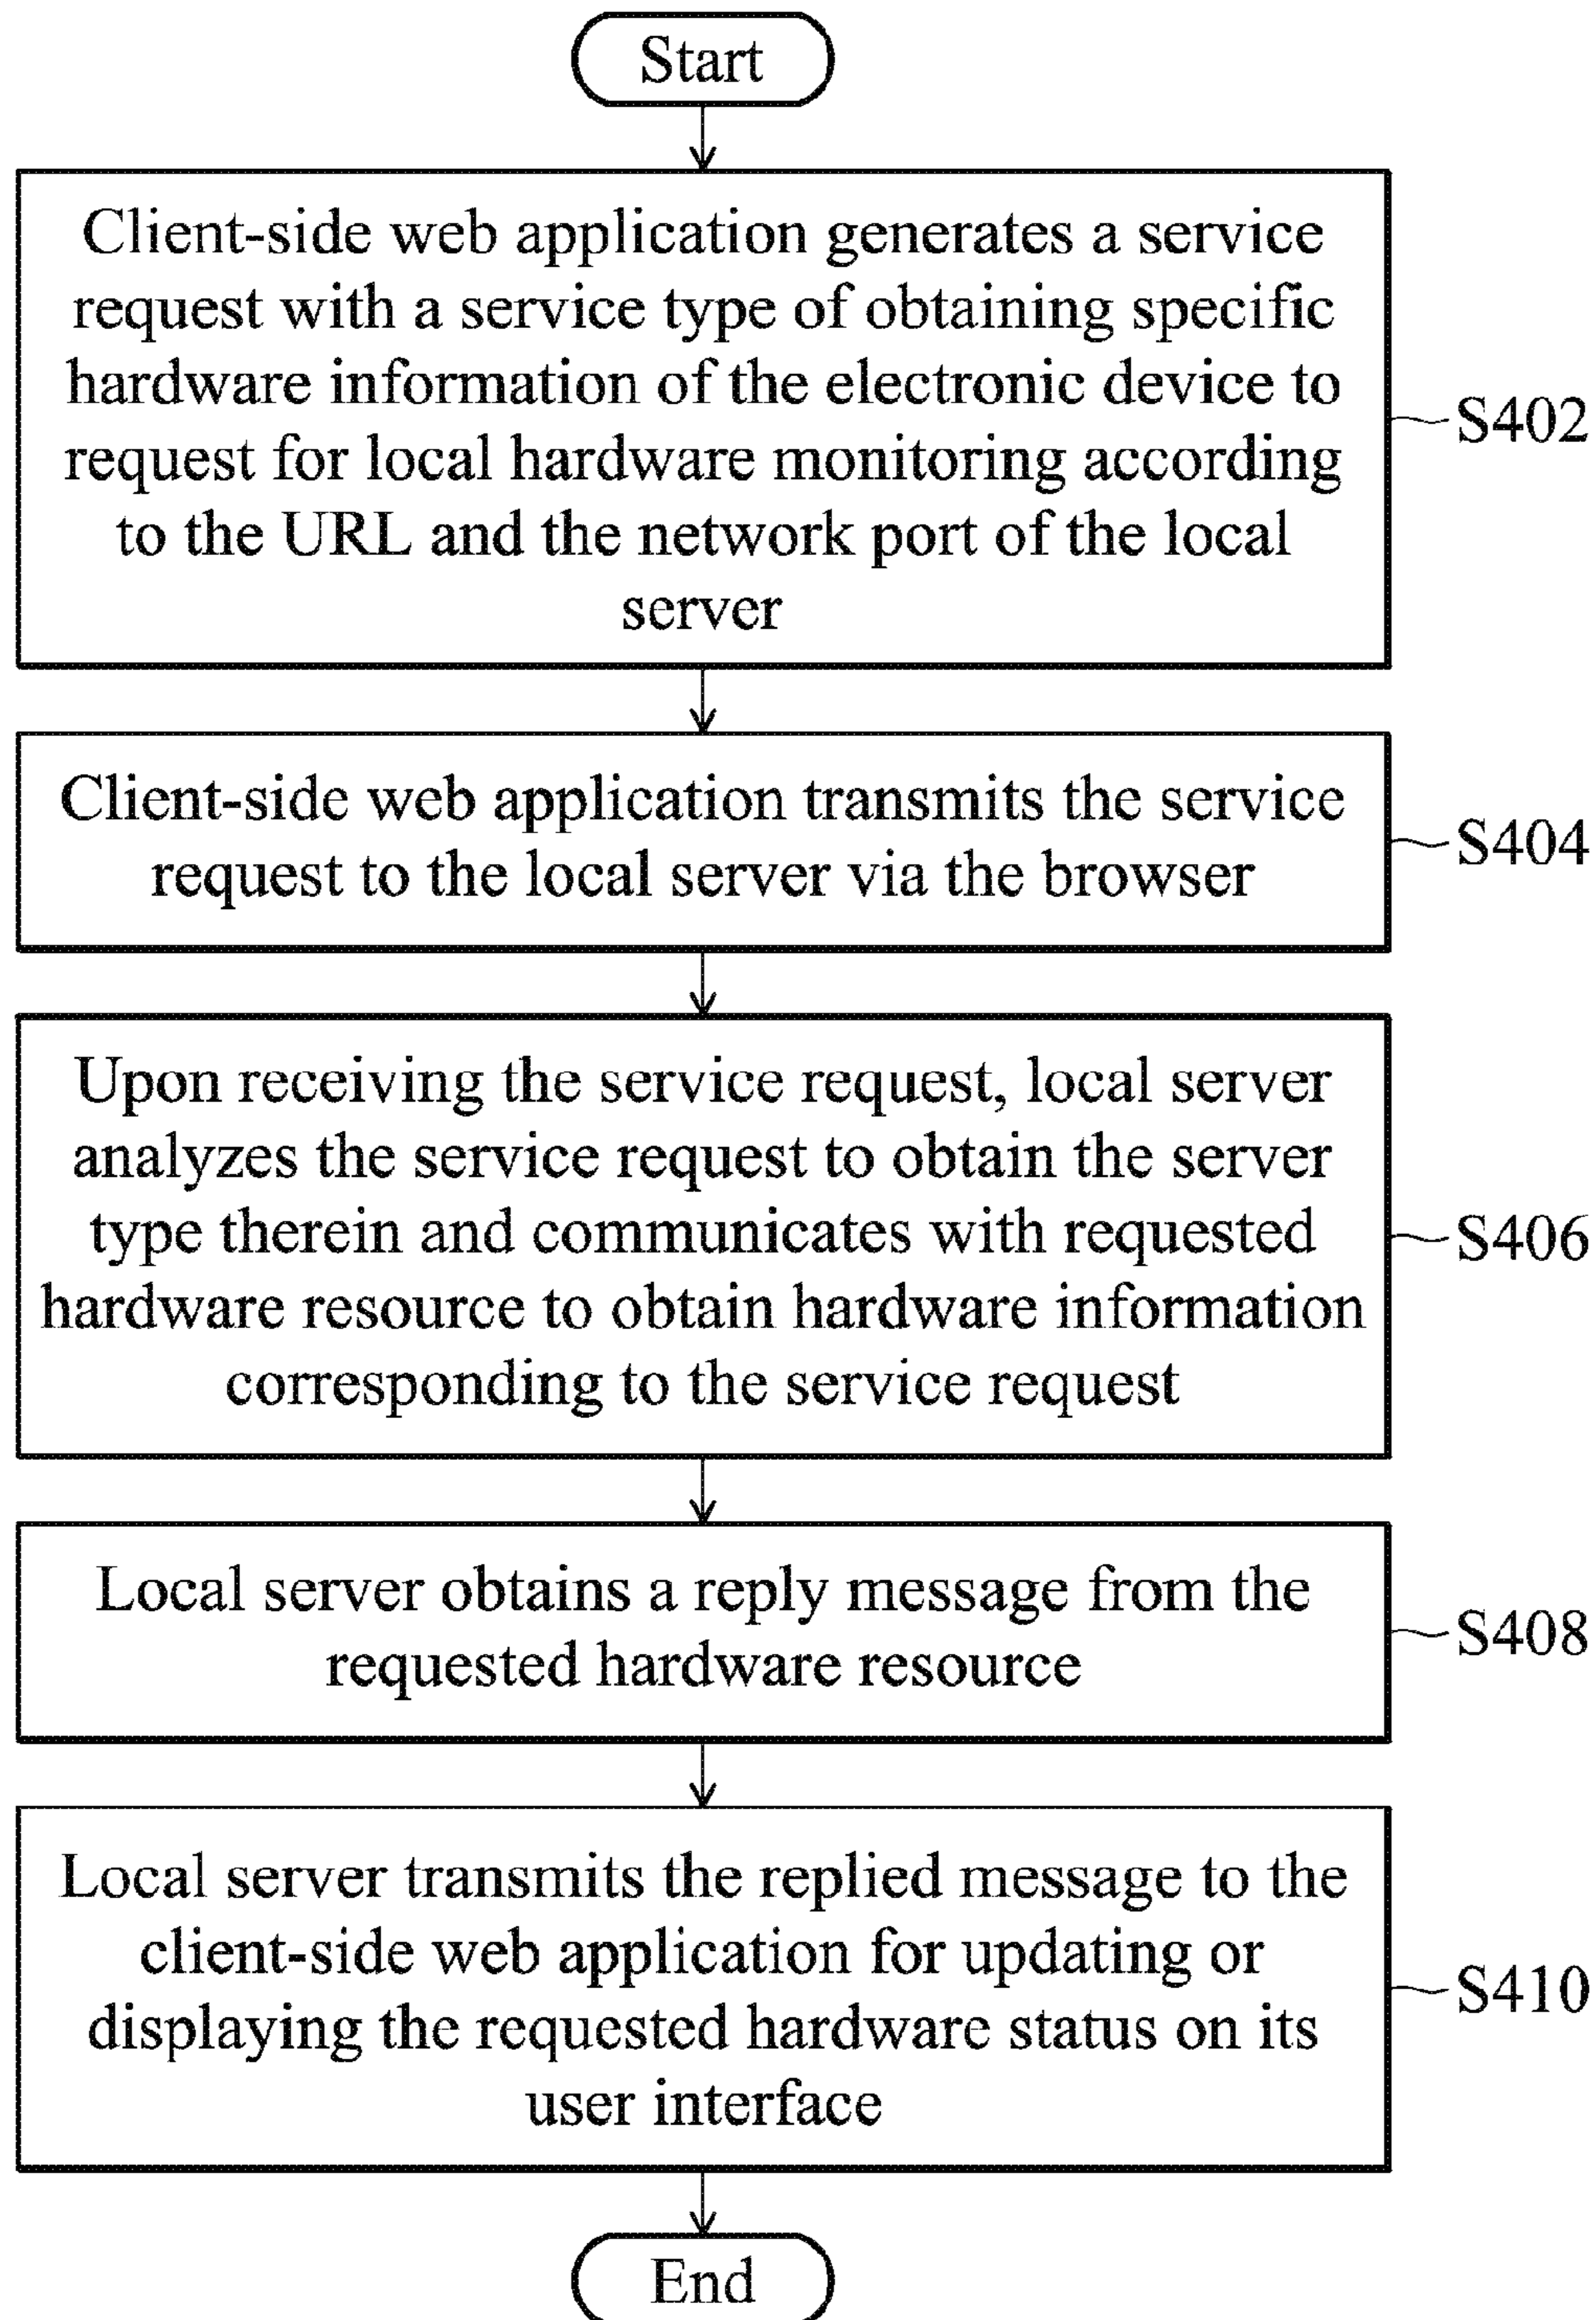 Start
Client-side web application generates a service
request with a service type of obtaining specific
hardware information of the electronic device to
request for local hardware monitoring according
to the URL and the network port of the local
server
S402
Client-side web application transmits the service
request to the local server via the browser
S404
Upon receiving the service request, local server
analyzes the service request to obtain the server
type therein and communicates with requested
hardware resource to obtain hardware information
corresponding to the service request
S406
Local server obtains a reply message from the
requested hardware resource
S408
Local server transmits the replied message to the
client-side web application for updating or
displaying the requested hardware status on its
user interface
S410
End